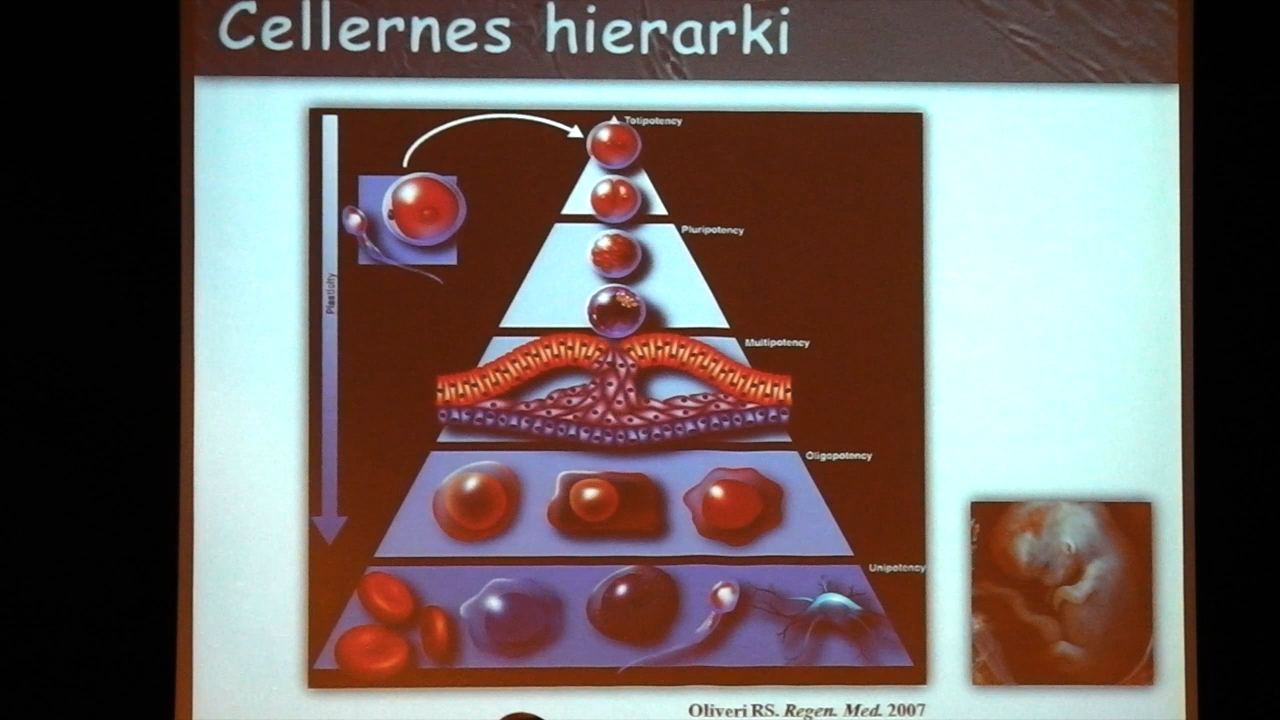 Cellernes hierarki
Totipotency
Pluripotency
Plasticity
Multipotency
Oligopotency
Unipotency
Oliveri RS. Regen. Med. 2007